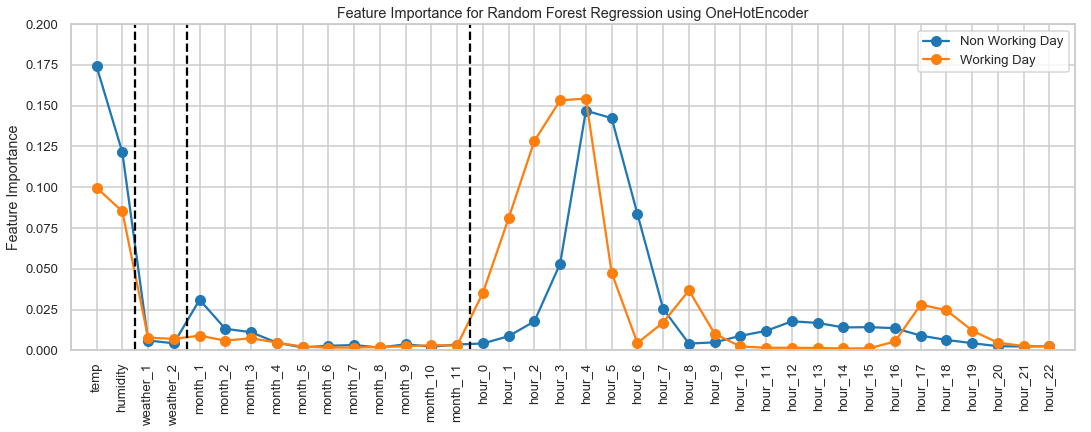 Feature Importance for Random Forest Regression using OneHotEncoder
Non Working Day
Working Day
Feature Importance
0.200
0.175
0.150
0.125
0.100
0.075
0.050
0.025
0.000
temp
humidity
weather_1
weather_2
month_1
month_2
month_3
month_4
month_5
month_6
month_7
month_8
month_9
month_10
month_11
hour_0
hour_1
hour_2
hour_3
hour_4
hour_5
hour_6
hour_7
hour_8
hour_9
hour_10
hour_11
hour_12
hour_13
hour_14
hour_15
hour_16
hour_17
hour_18
hour_19
hour_20
hour_21
hour_22